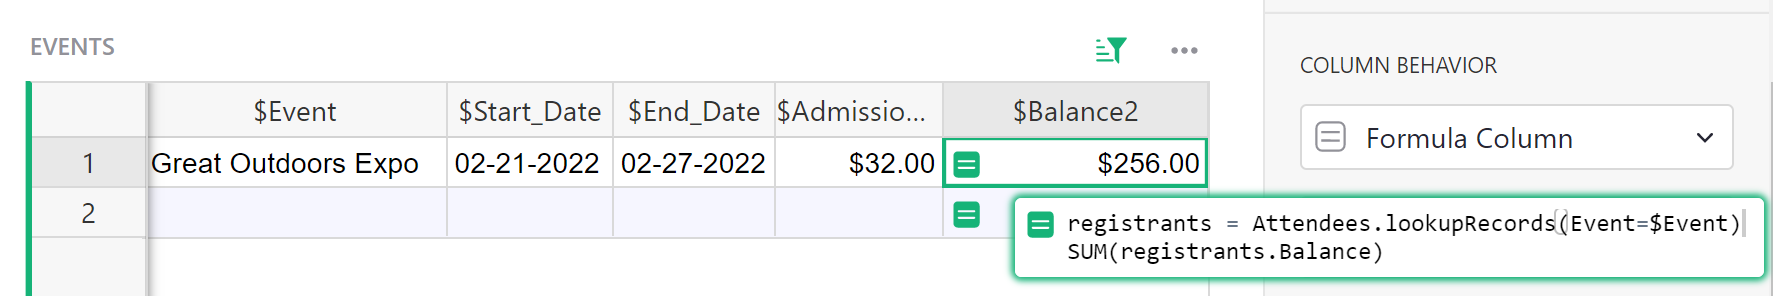 EVENTS
$Event $Start_Date $End_Date $Admissio... $Balance2
1 Great Outdoors Expo 02-21-2022 02-27-2022 $32.00 $256.00
2
registrants = Attendees.lookupRecords(Event=$Event)
SUM(registrants.Balance)
COLUMN BEHAVIOR
Formula Column